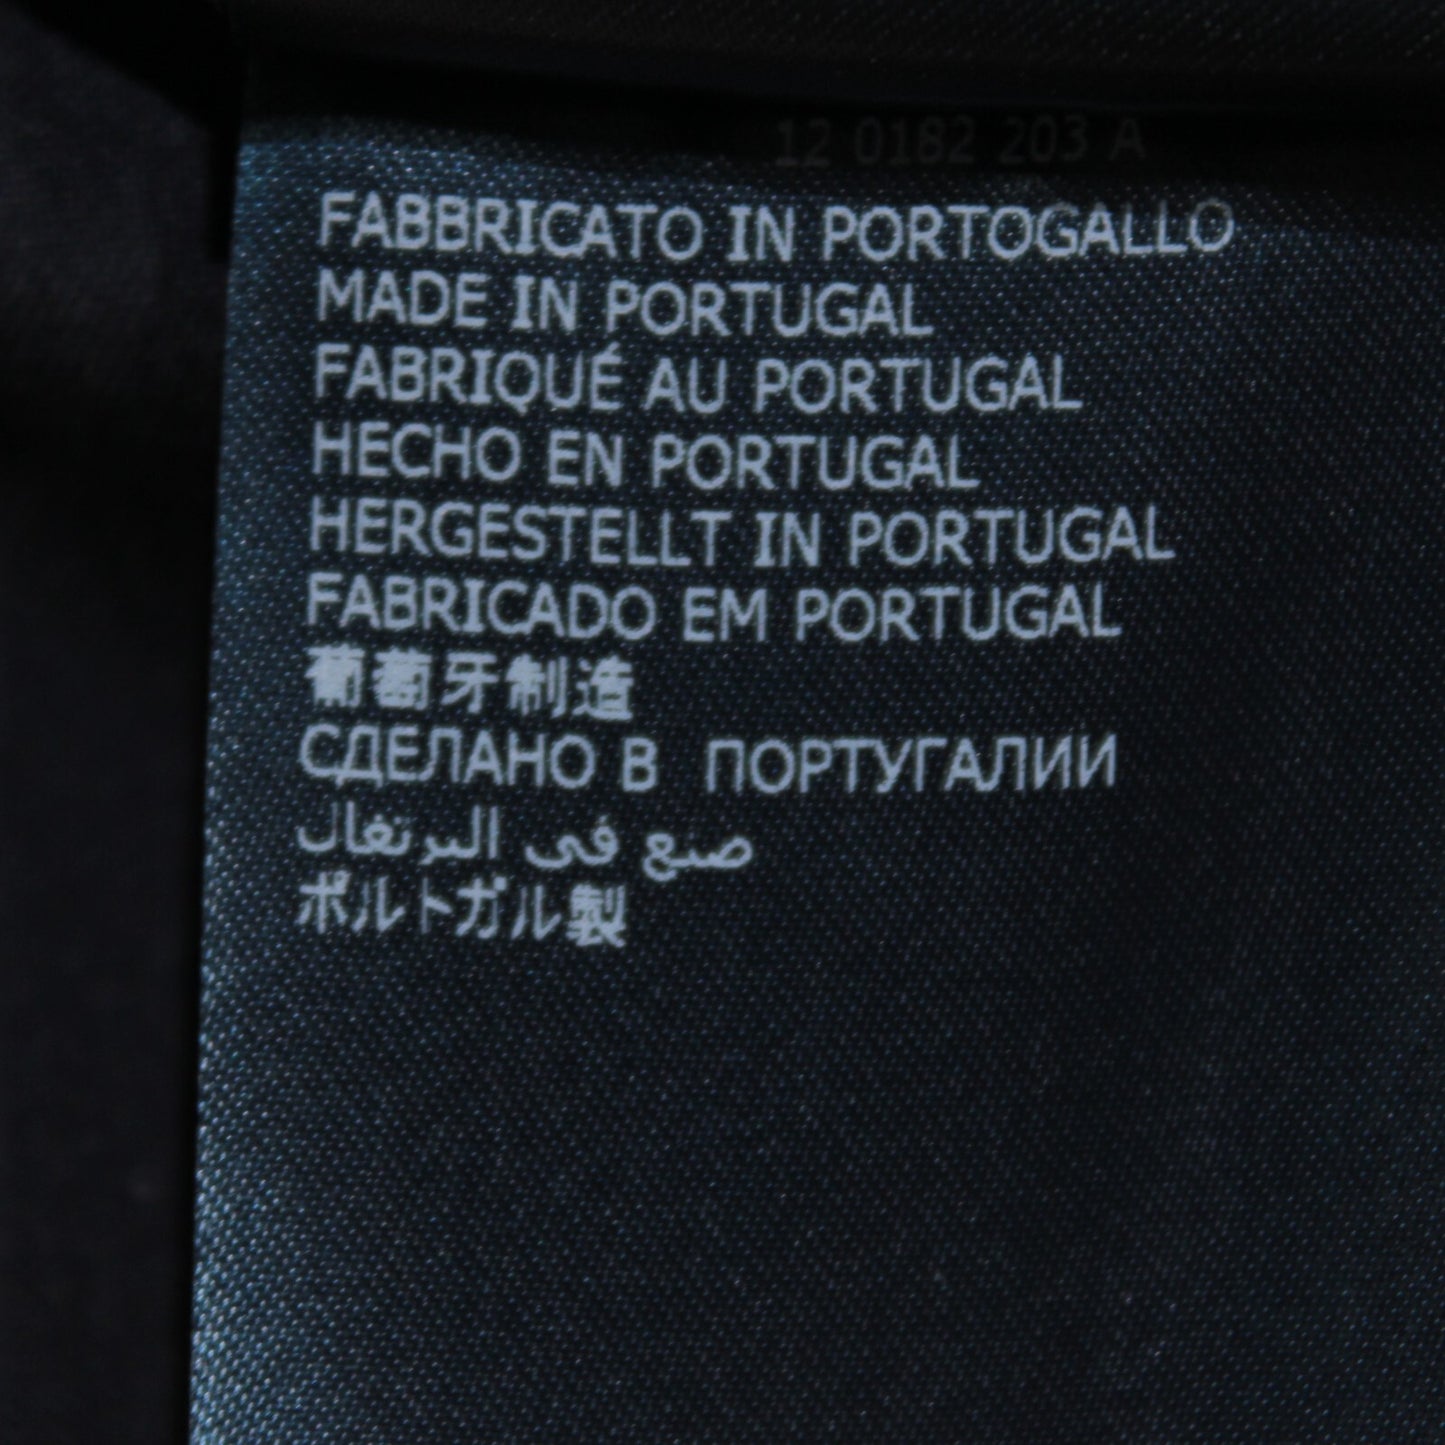 12 0182 203 A
FABBRICATO IN PORTOGALLO
MADE IN PORTUGAL
FABRIQUÉ AU PORTUGAL
HECHO EN PORTUGAL
HERGESTELLT IN PORTUGAL
FABRICADO EM PORTUGAL
葡萄牙制造
СДЕЛАНО В ПОРТУГАЛИИ
صنع في البرتغال
ポルトガル製